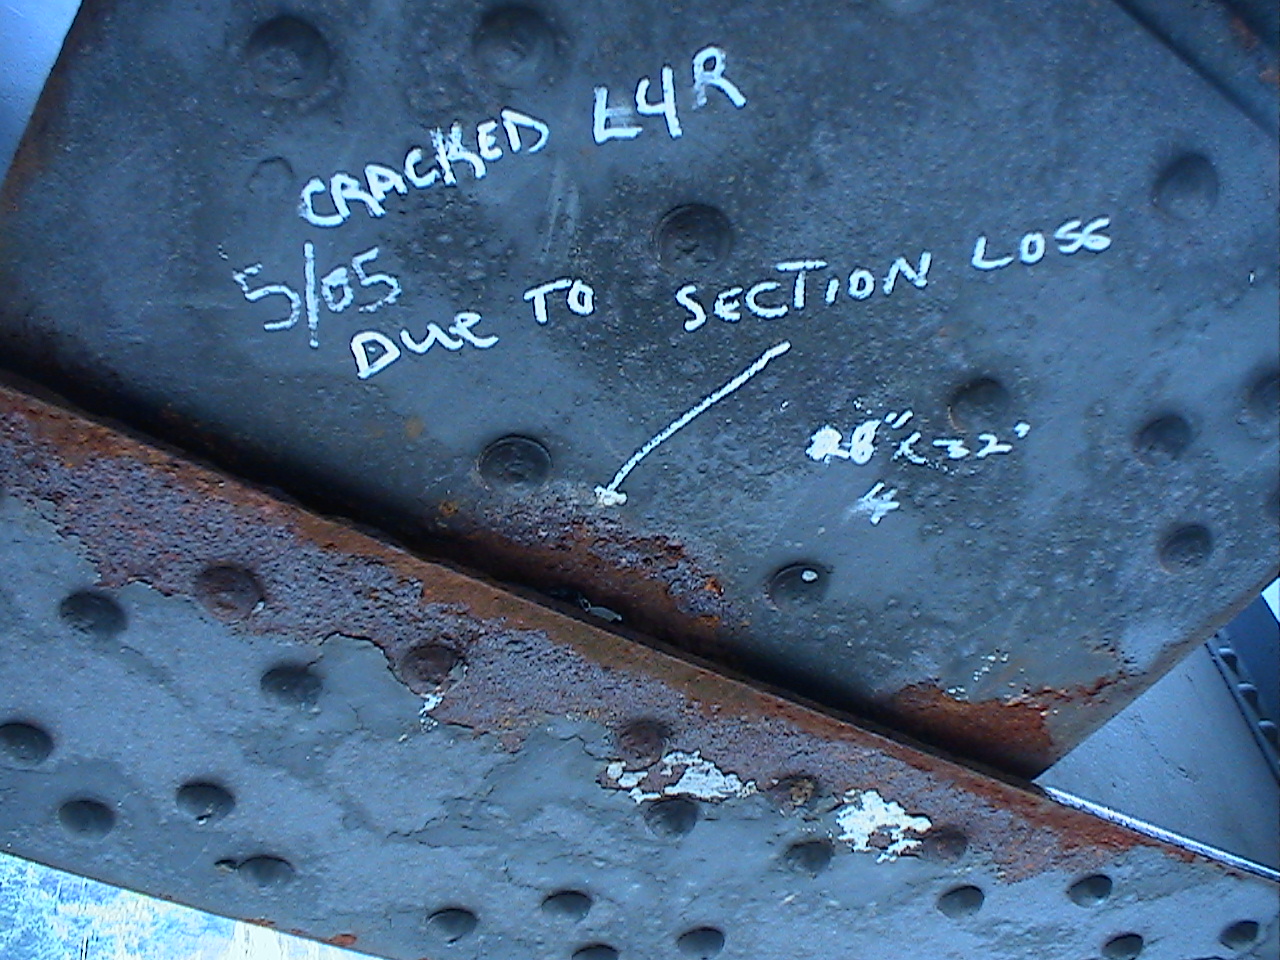 CRACKED L4R
5/05
Due TO SECTION LOSS